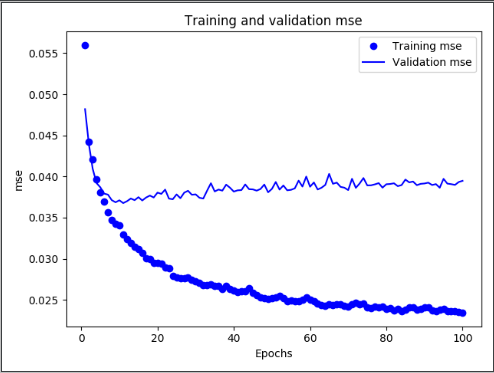 Training and validation mse
Training mse
Validation mse
0.055
0.050
0.045
0.040
0.035
0.030
0.025
mse
0 20 40 60 80 100
Epochs